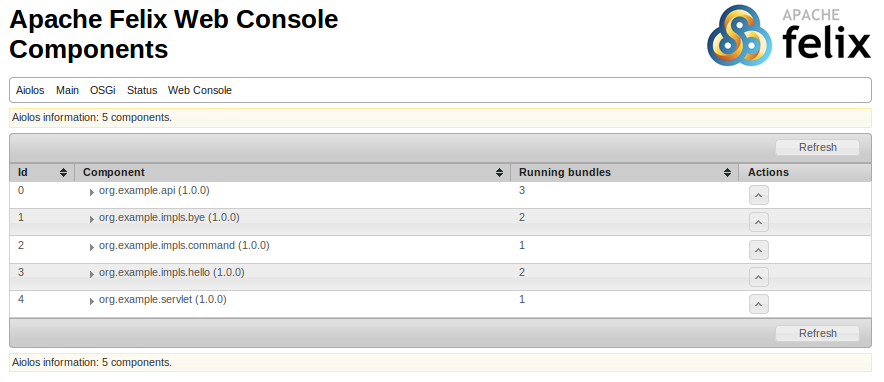 Apache Felix Web Console
Components
APACHE
felix
Aiolos Main OSGi Status Web Console
Aiolos information: 5 components.
Refresh
Id Component Running bundles Actions
0 org.example.api (1.0.0) 3
1 org.example.impls.bye (1.0.0) 2
2 org.example.impls.command (1.0.0) 1
3 org.example.impls.hello (1.0.0) 2
4 org.example.servlet (1.0.0) 1
Refresh
Aiolos information: 5 components.